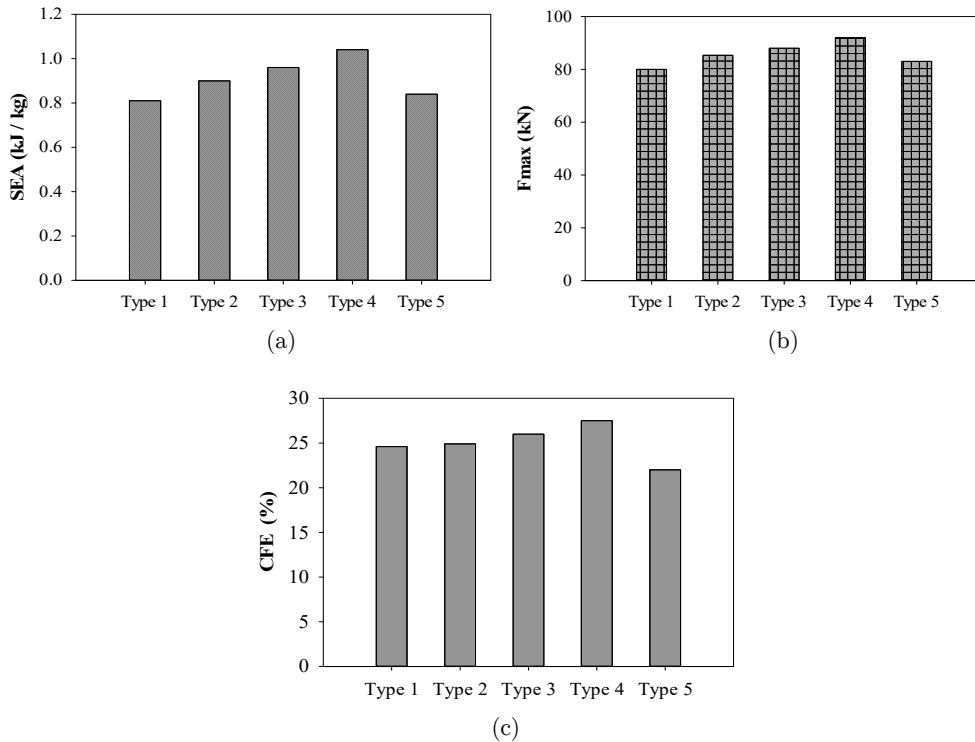 SEA (kJ / kg)
1.2
1.0
0.8
0.6
0.4
0.2
0.0
Type 1 Type 2 Type 3 Type 4 Type 5
(a)
Fmax (kN)
100
80
60
40
20
0
Type 1 Type 2 Type 3 Type 4 Type 5
(b)
CFE (%)
30
25
20
15
10
5
0
Type 1 Type 2 Type 3 Type 4 Type 5
(c)